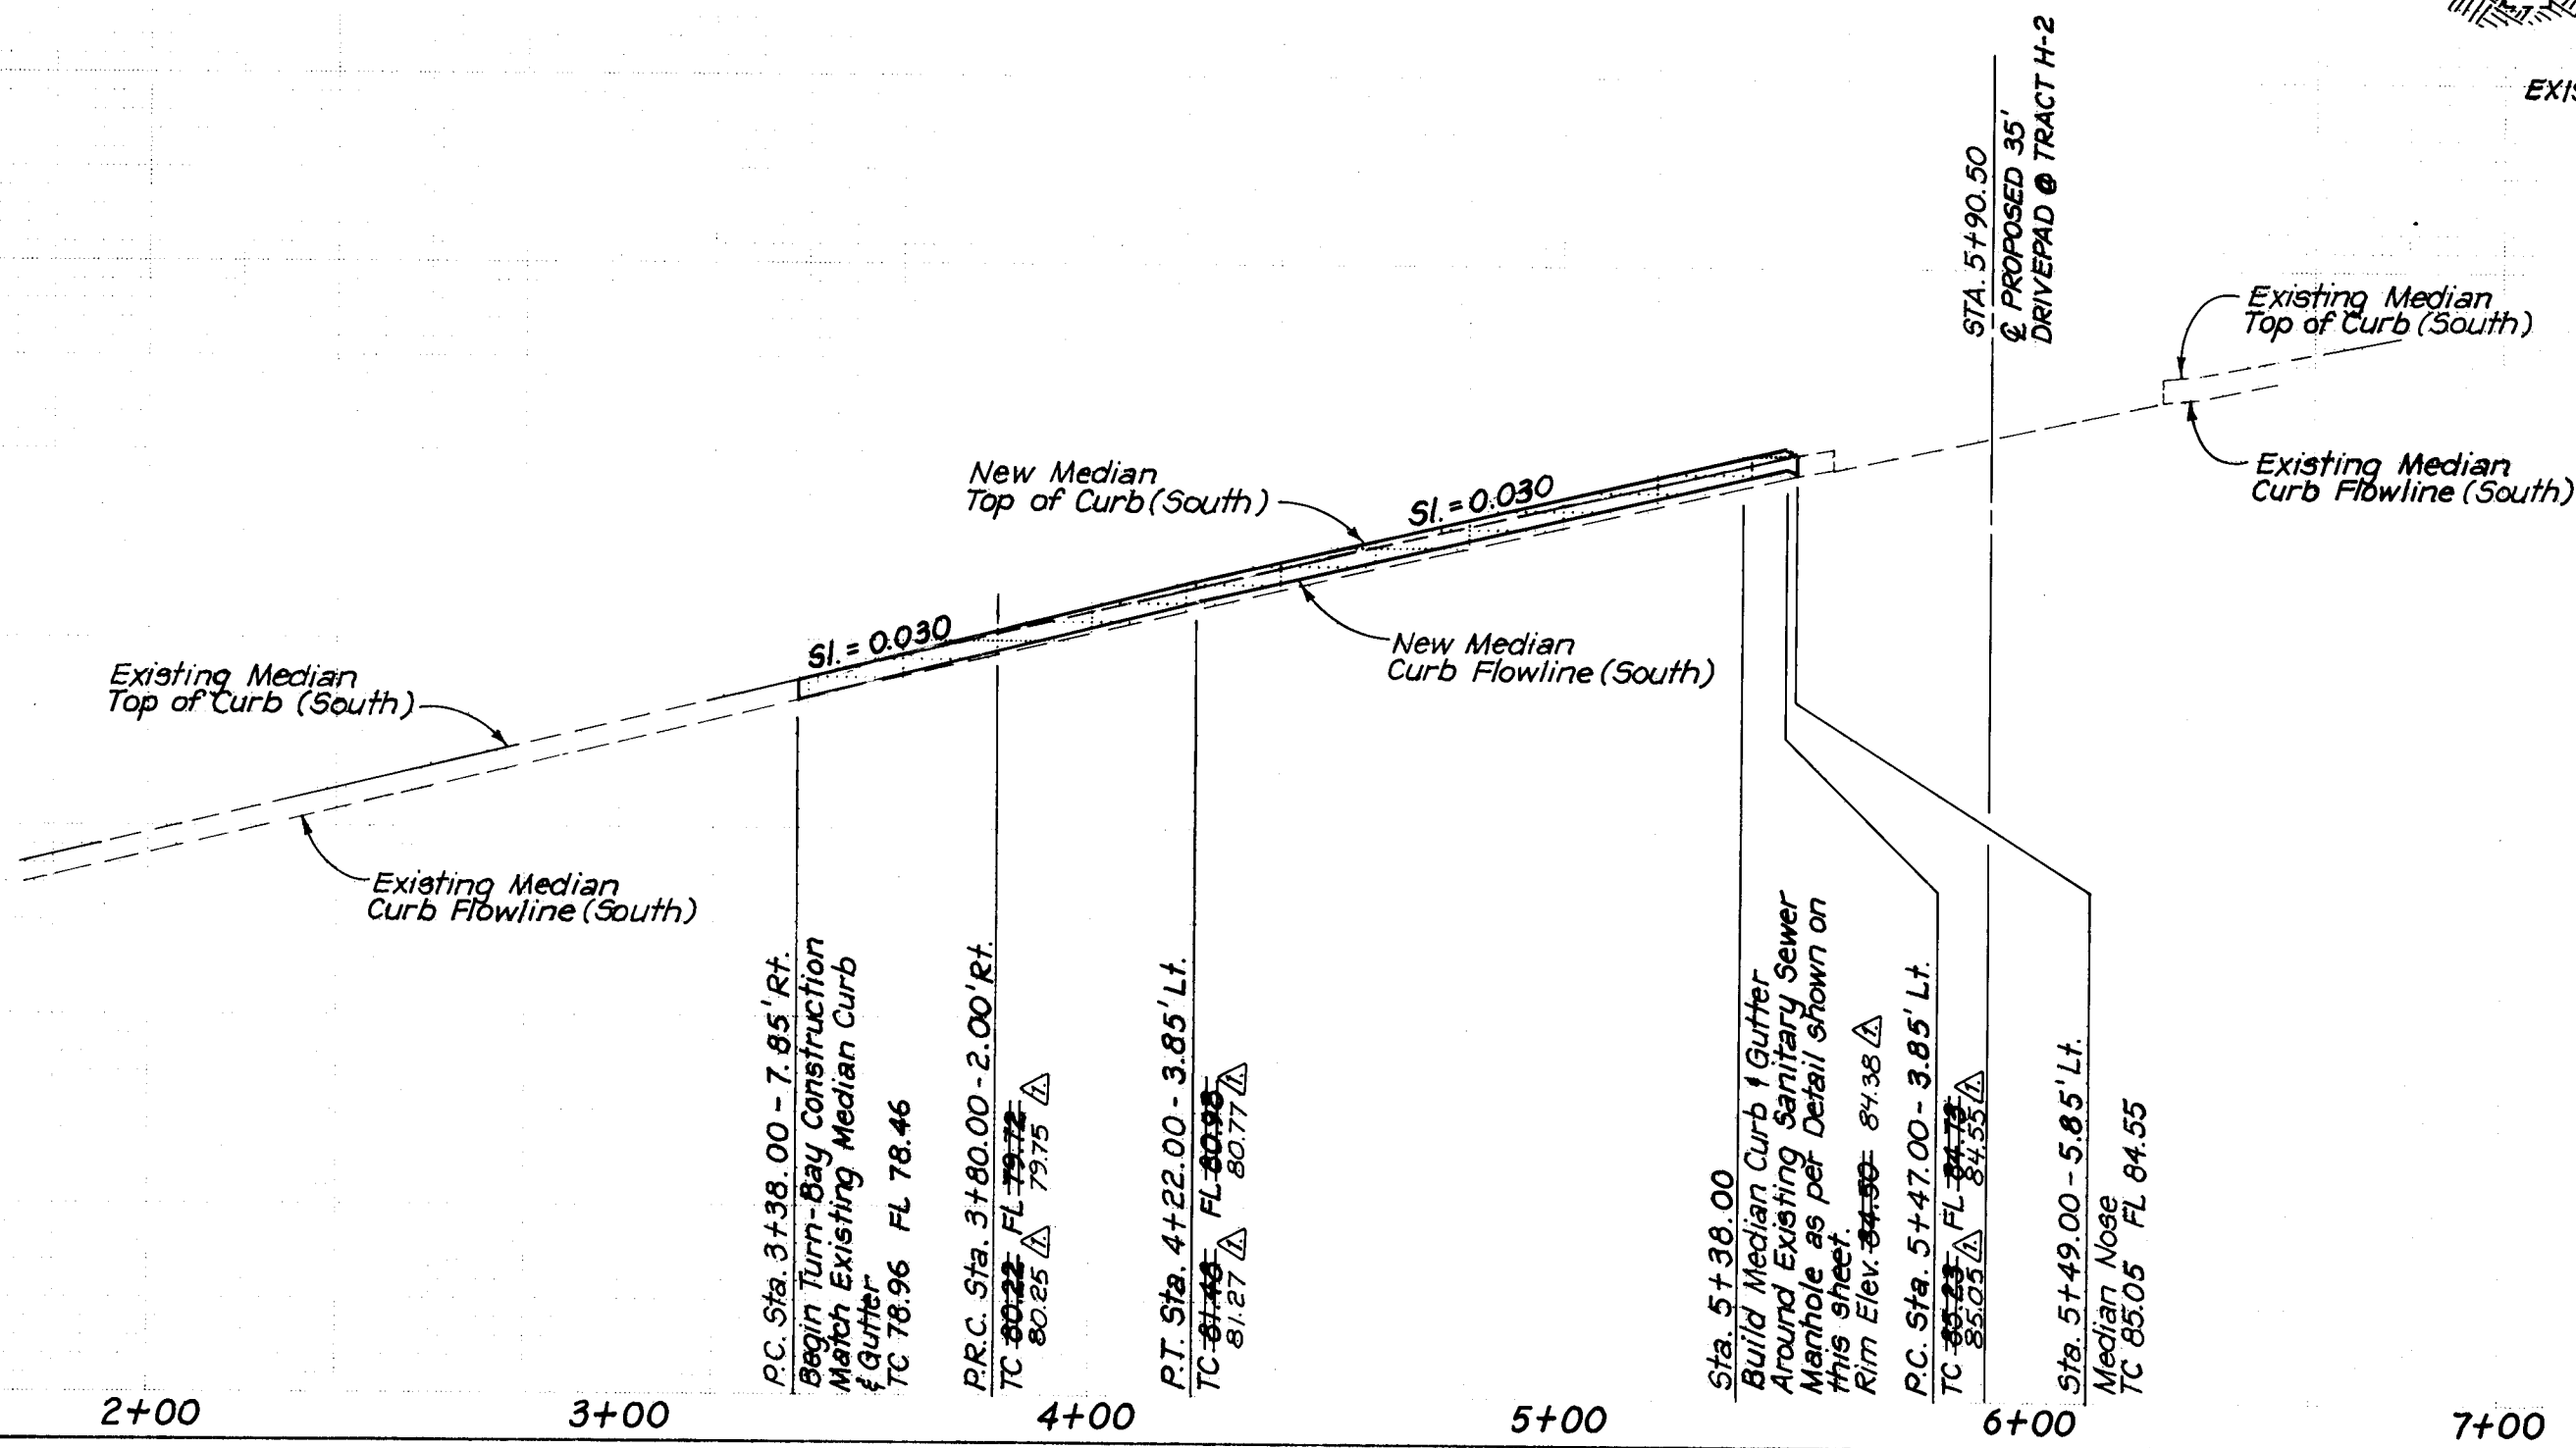 EXIS
STA. 5+90.50
℄ PROPOSED 35'
DRIVEPAD @ TRACT H-2
Existing Median
Top of Curb (South)
Existing Median
Curb Flowline (South)
New Median
Top of Curb (South)
Sl. = 0.030
Sl. = 0.030
New Median
Curb Flowline (South)
Existing Median
Top of Curb (South)
Existing Median
Curb Flowline (South)
P.C. Sta. 3+38.00 - 7.85' Rt.
Begin Turn-Bay Construction
Match Existing Median Curb
& Gutter
TC 78.96 FL 78.46
P.R.C. Sta. 3+80.00 - 2.00' Rt.
TC 80.22 FL 79.72
80.25 1. 79.75 1.
P.T. Sta. 4+22.00 - 3.85' Lt.
TC 81.48 FL 80.98
81.27 1. 80.77 1.
Sta. 5+38.00
Build Median Curb & Gutter
Around Existing Sanitary Sewer
Manhole as per Detail shown on
this sheet.
Rim Elev. 84.50 84.38 1.
P.C. Sta. 5+47.00 - 3.85' Lt.
TC 85.23 FL 84.73
85.05 1. 84.55 1.
Sta. 5+49.00 - 5.85' Lt.
Median Nose
TC 85.05 FL 84.55
2+00 3+00 4+00 5+00 6+00 7+00